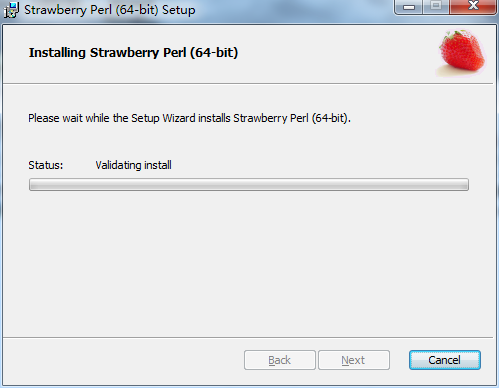 Strawberry Perl (64-bit) Setup
Installing Strawberry Perl (64-bit)
Please wait while the Setup Wizard installs Strawberry Perl (64-bit).
Status: Validating install
Back Next Cancel